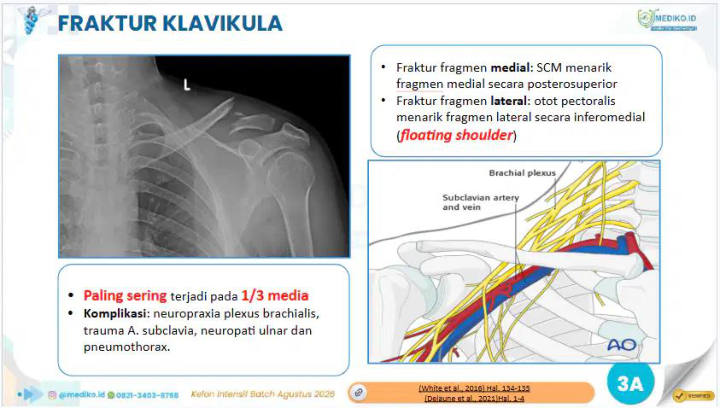 FRAKTUR KLAVIKULA
MEDIKO.ID
L
• Fraktur fragmen medial: SCM menarik
fragmen medial secara posterosuperior
• Fraktur fragmen lateral: otot pectoralis
menarik fragmen lateral secara inferomedial
(floating shoulder)
Brachial plexus
Subclavian artery
and vein
AO
• Paling sering terjadi pada 1/3 media
• Komplikasi: neuropraxia plexus brachialis,
trauma A. subclavia, neuropati ulnar dan
pneumothorax.
@mediko.id 0821-3403-8768 Kelon Intensif Batch Agustus 2026
(White et al., 2016) Hal. 134-135
(Dejaune et al., 2021)Hal. 1-4
3A
VERIFIED